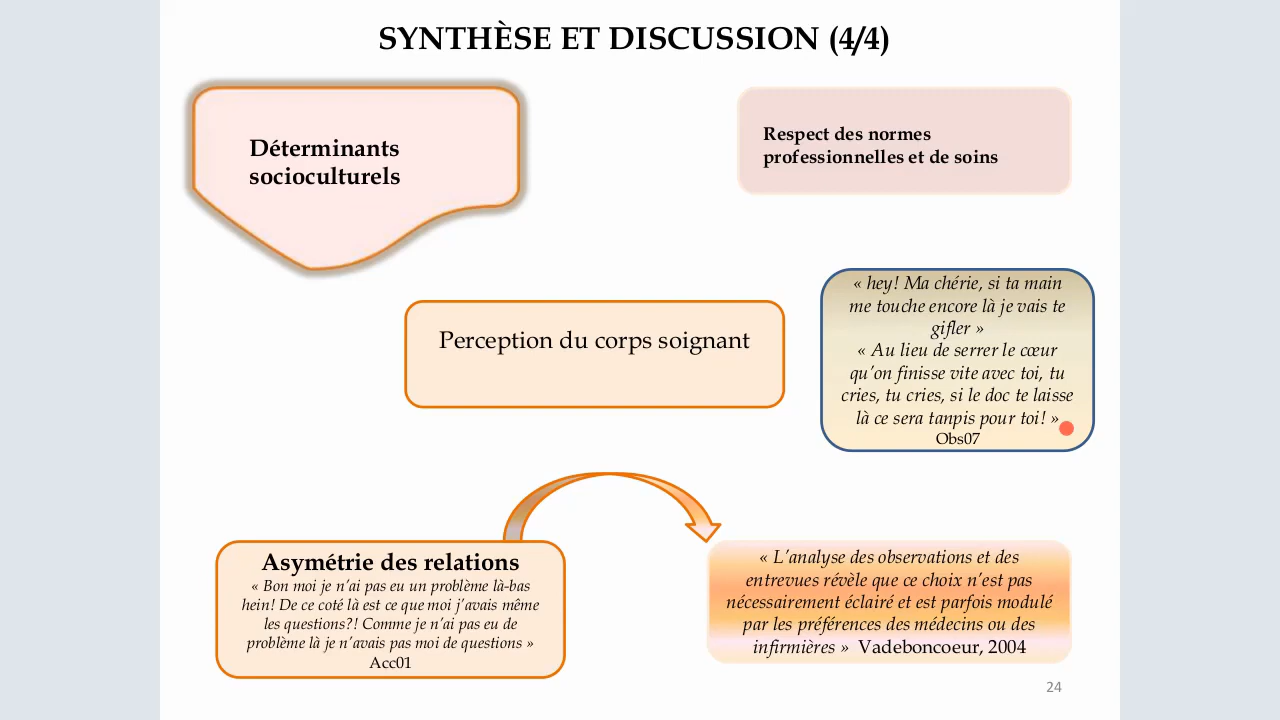 SYNTHÈSE ET DISCUSSION (4/4)
Déterminants
socioculturels
Respect des normes
professionnelles et de soins
Perception du corps soignant
« hey! Ma chérie, si ta main
me touche encore là je vais te
gifler »
« Au lieu de serrer le cœur
qu’on finisse vite avec toi, tu
cries, tu cries, si le doc te laisse
là ce sera tanpis pour toi! »
Obs07
Asymétrie des relations
« Bon moi je n’ai pas eu un problème là-bas
hein! De ce coté là est ce que moi j’avais même
les questions?! Comme je n’ai pas eu de
problème là je n’avais pas moi de questions »
Acc01
« L’analyse des observations et des
entrevues révèle que ce choix n’est pas
nécessairement éclairé et est parfois modulé
par les préférences des médecins ou des
infirmières » Vadeboncoeur, 2004
24